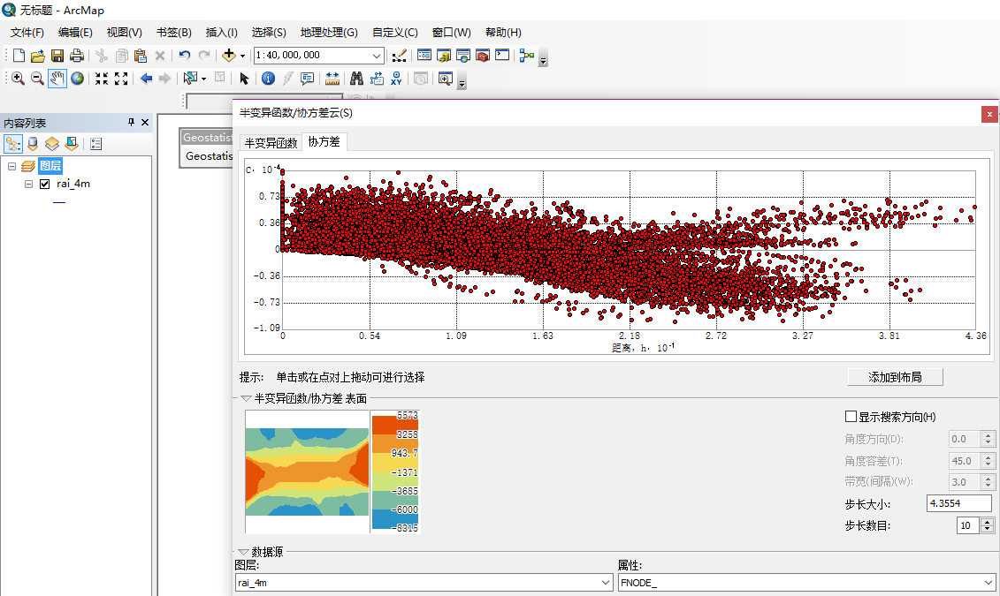 无标题 - ArcMap
文件(F) 编辑(E) 视图(V) 书签(B) 插入(I) 选择(S) 地理处理(G) 自定义(C) 窗口(W) 帮助(H)
1:40,000,000
内容列表
图层
rai_4m
Geostatist
Geostatis
半变异函数/协方差云(S)
半变异函数 协方差
C· 10⁻⁴
0.73
0.36
0
-0.36
-0.73
-1.09
0 0.54 1.09 1.63 2.18 2.72 3.27 3.81 4.36
距离, h· 10⁻¹
提示: 单击或在点对上拖动可进行选择
添加到布局
半变异函数/协方差 表面
5573
3258
943.7
-1371
-3685
-6000
-8315
显示搜索方向(H)
角度方向(D): 0.0
角度容差(T): 45.0
带宽(间隔)(W): 3.0
步长大小: 4.3554
步长数目: 10
数据源
图层: 属性:
rai_4m FNODE_